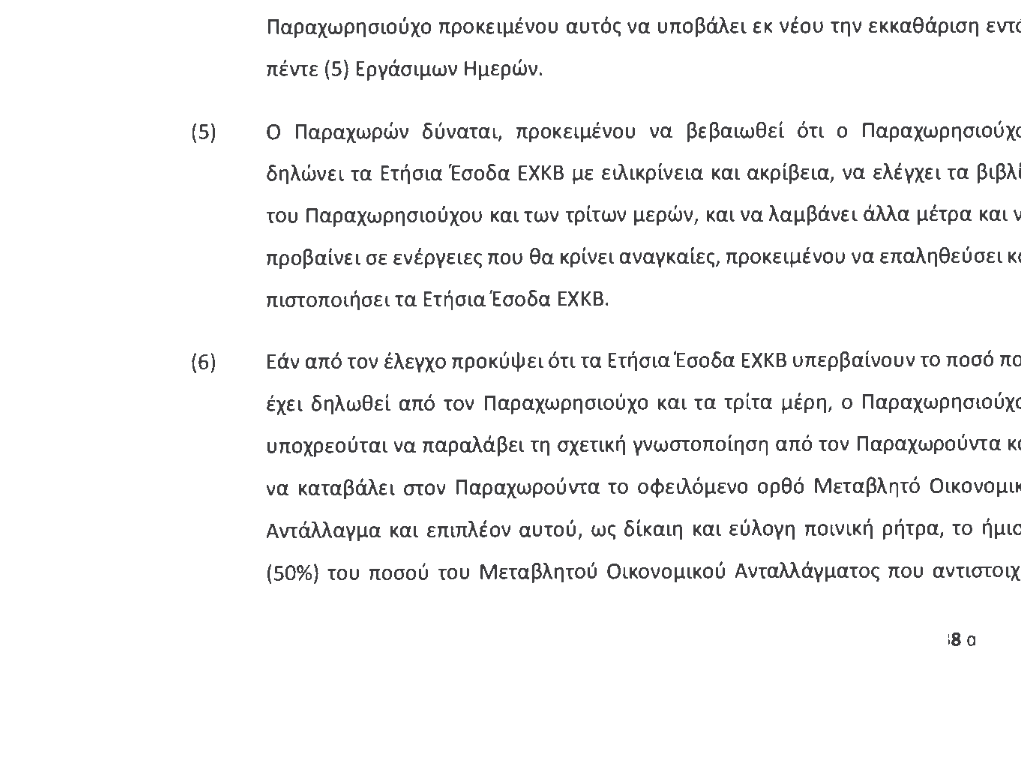 Παραχωρησιούχο προκειμένου αυτός να υποβάλει εκ νέου την εκκαθάριση εντό
πέντε (5) Εργάσιμων Ημερών.
(5) Ο Παραχωρών δύναται, προκειμένου να βεβαιωθεί ότι ο Παραχωρησιούχο
δηλώνει τα Ετήσια Έσοδα ΕΧΚΒ με ειλικρίνεια και ακρίβεια, να ελέγχει τα βιβλί
του Παραχωρησιούχου και των τρίτων μερών, και να λαμβάνει άλλα μέτρα και ν
προβαίνει σε ενέργειες που θα κρίνει αναγκαίες, προκειμένου να επαληθεύσει κα
πιστοποιήσει τα Ετήσια Έσοδα ΕΧΚΒ.
(6) Εάν από τον έλεγχο προκύψει ότι τα Ετήσια Έσοδα ΕΧΚΒ υπερβαίνουν το ποσό πο
έχει δηλωθεί από τον Παραχωρησιούχο και τα τρίτα μέρη, ο Παραχωρησιούχο
υποχρεούται να παραλάβει τη σχετική γνωστοποίηση από τον Παραχωρούντα κα
να καταβάλει στον Παραχωρούντα το οφειλόμενο ορθό Μεταβλητό Οικονομικ
Αντάλλαγμα και επιπλέον αυτού, ως δίκαιη και εύλογη ποινική ρήτρα, το ήμισ
(50%) του ποσού του Μεταβλητού Οικονομικού Ανταλλάγματος που αντιστοιχ
8 α